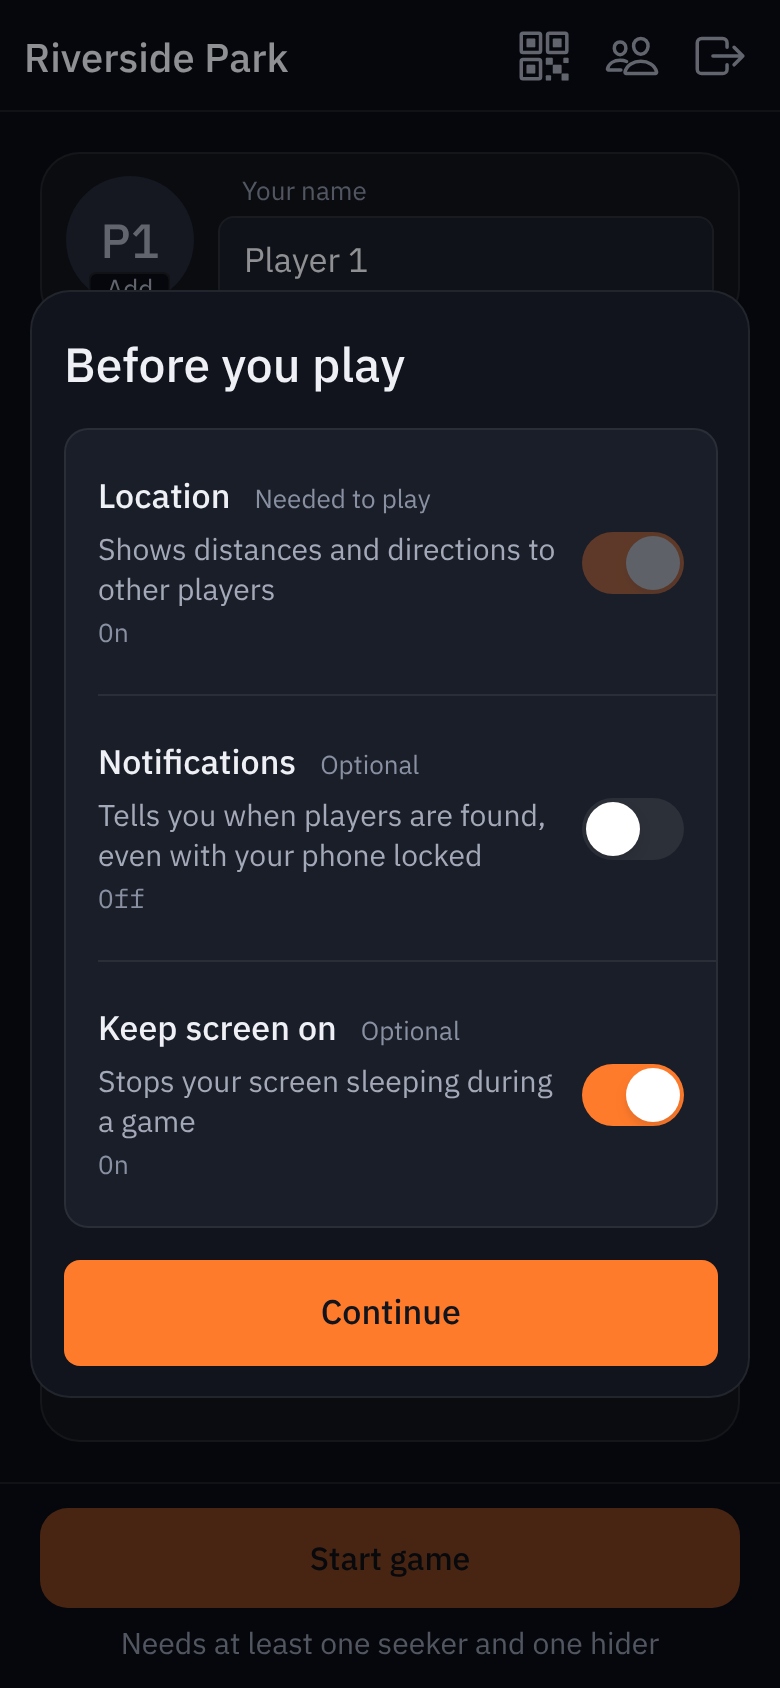 Riverside Park
Your name
P1
Player 1
Add
Before you play
Location Needed to play
Shows distances and directions to
other players
On
Notifications Optional
Tells you when players are found,
even with your phone locked
Off
Keep screen on Optional
Stops your screen sleeping during
a game
On
Continue
Start game
Needs at least one seeker and one hider